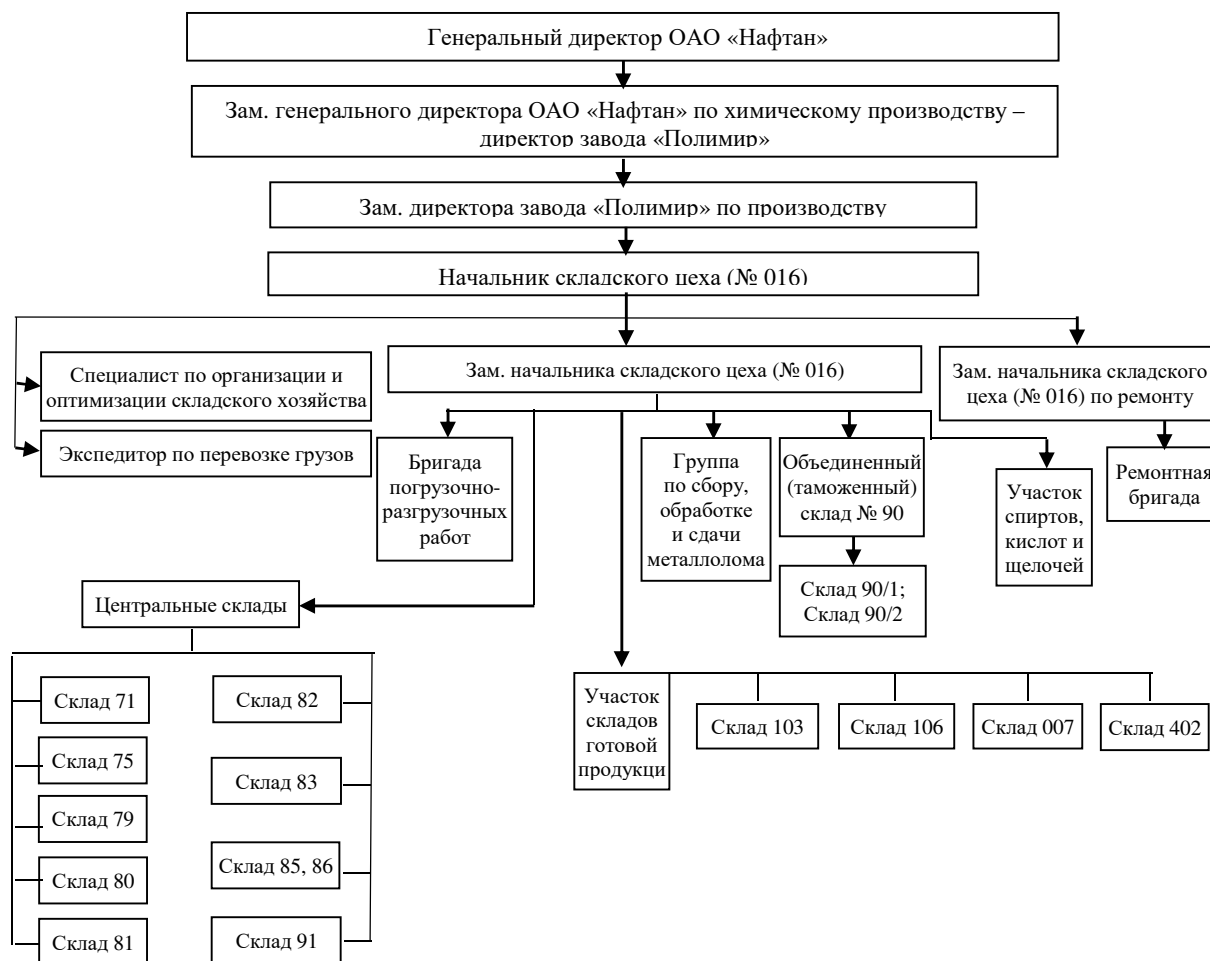 Генеральный директор ОАО «Нафтан»
Зам. генерального директора ОАО «Нафтан» по химическому производству –
директор завода «Полимир»
Зам. директора завода «Полимир» по производству
Начальник складского цеха (№ 016)
Специалист по организации и
оптимизации складского хозяйства
Экспедитор по перевозке грузов
Зам. начальника складского цеха (№ 016)
Зам. начальника складского
цеха (№ 016) по ремонту
Бригада
погрузочно-
разгрузочных
работ
Группа
по сбору,
обработке
и сдачи
металлолома
Объединенный
(таможенный)
склад № 90
Склад 90/1;
Склад 90/2
Участок
спиртов,
кислот и
щелочей
Ремонтная
бригада
Центральные склады
Склад 71
Склад 75
Склад 79
Склад 80
Склад 81
Склад 82
Склад 83
Склад 85, 86
Склад 91
Участок
складов
готовой
продукци
Склад 103
Склад 106
Склад 007
Склад 402